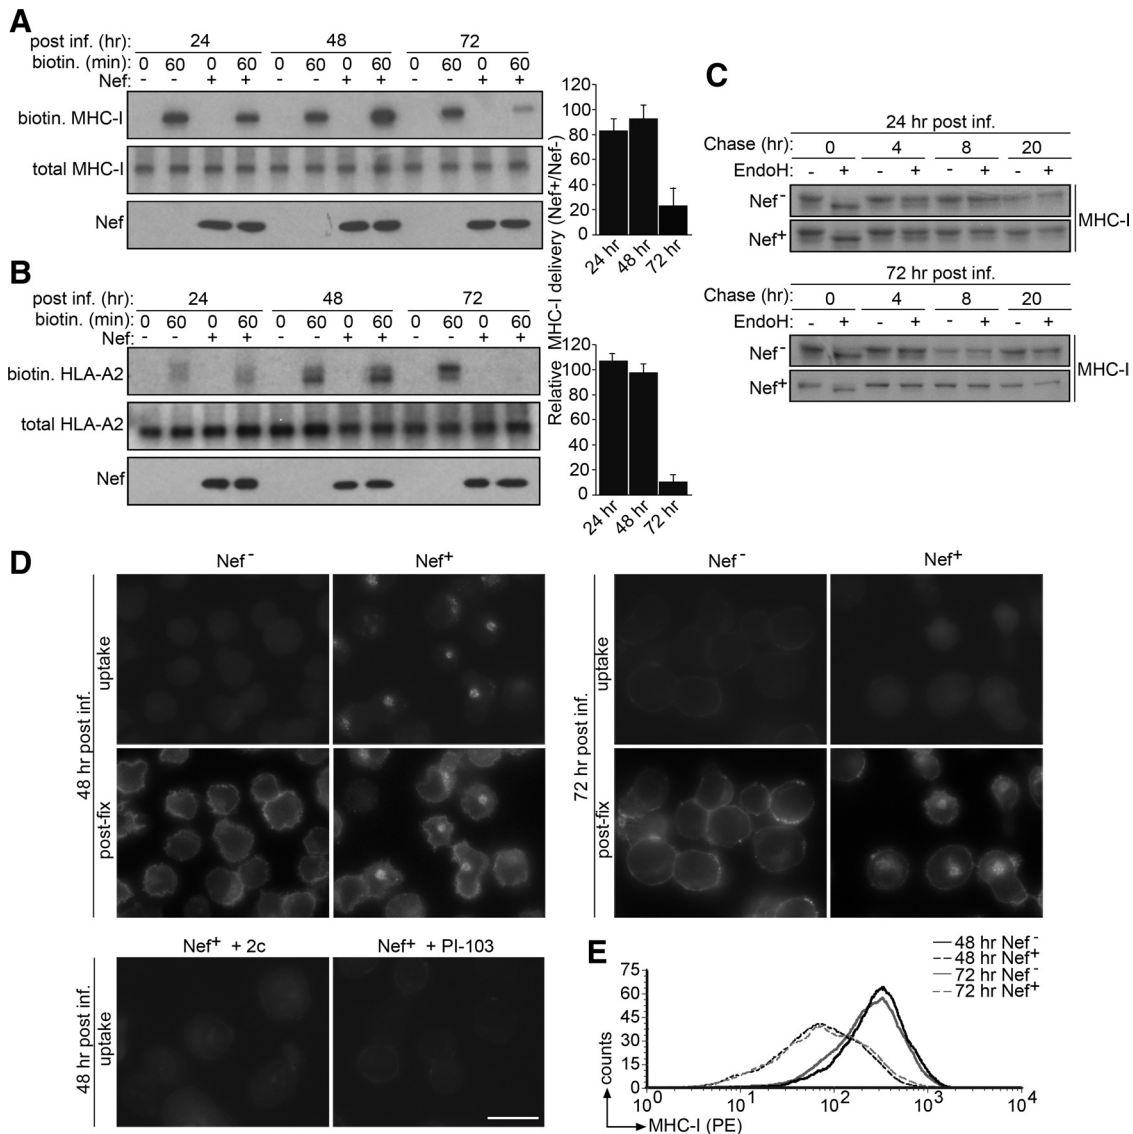 A
post inf. (hr): 24 48 72
biotin. (min): 0 60 0 60 0 60 0 60 0 60 0 60
Nef: - - + + - - + + - - + +
biotin. MHC-I
total MHC-I
Nef
B
post inf. (hr): 24 48 72
biotin. (min): 0 60 0 60 0 60 0 60 0 60 0 60
Nef: - - + + - - + + - - + +
biotin. HLA-A2
total HLA-A2
Nef
Relative MHC-I delivery (Nef+/Nef-)
120
100
80
60
40
20
0
24 hr 48 hr 72 hr
120
100
80
60
40
20
0
24 hr 48 hr 72 hr
C
24 hr post inf.
Chase (hr): 0 4 8 20
EndoH: - + - + - + - +
Nef-
Nef+
MHC-I
72 hr post inf.
Chase (hr): 0 4 8 20
EndoH: - + - + - + - +
Nef-
Nef+
MHC-I
D
Nef- Nef+
48 hr post inf.
uptake
post-fix
Nef- Nef+
72 hr post inf.
uptake
post-fix
Nef+ + 2c Nef+ + PI-103
48 hr post inf.
uptake
E
48 hr Nef-
48 hr Nef+
72 hr Nef-
72 hr Nef+
counts
75
60
45
30
15
0
10^0 10^1 10^2 10^3 10^4
MHC-I (PE)